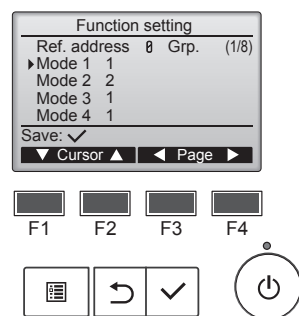 Function setting
Ref. address 0 Grp. (1/8)
Mode 1 1
Mode 2 2
Mode 3 1
Mode 4 1
Save: ✓
▼ Cursor ▲ ◀ Page ▶
F1 F2 F3 F4